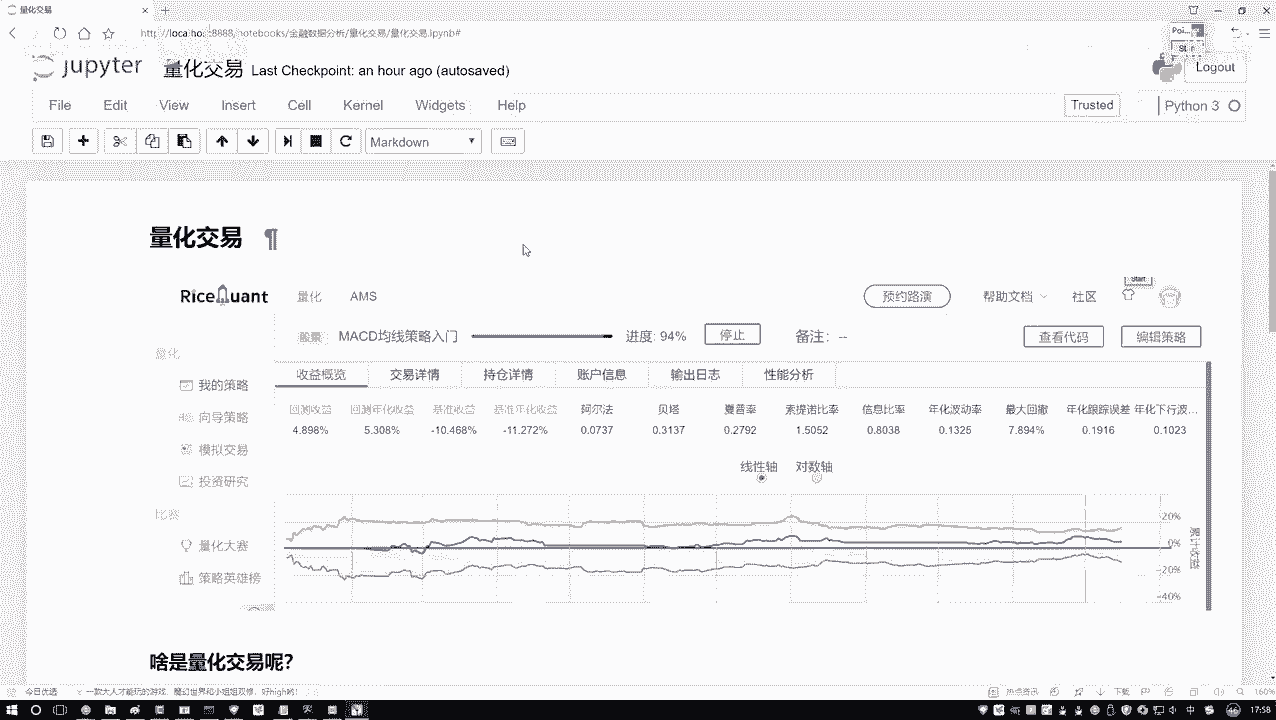 量化交易
http://localhost:8888/notebooks/金融数据分析/量化交易/量化交易.ipynb#
jupyter 量化交易 Last Checkpoint: an hour ago (autosaved)
Logout
File Edit View Insert Cell Kernel Widgets Help
Trusted Python 3
Markdown
量化交易 ¶
RiceQuant 量化 AMS 预约路演 帮助文档 社区
MACD均线策略入门 进度: 94% 停止 备注: -- 查看代码 编辑策略
量化
收益概览 交易详情 持仓详情 账户信息 输出日志 性能分析
我的策略
回测收益 回测年化收益 基准收益 基准年化收益 阿尔法 贝塔 夏普率 索提诺比率 信息比率 年化波动率 最大回撤 年化跟踪误差 年化下行波...
向导策略
4.898% 5.308% -10.468% -11.272% 0.0737 0.3137 0.2792 1.5052 0.8038 0.1325 7.894% 0.1916 0.1023
模拟交易
线性轴 对数轴
投资研究
比赛
20%
量化大赛
0%
-20%
策略英雄榜
-40%
啥是量化交易呢?
今日优选 一款大人才能玩的游戏, 魔幻世界和小姐姐双修, 好high啊! 热点资讯 下载 160%
中 17:58